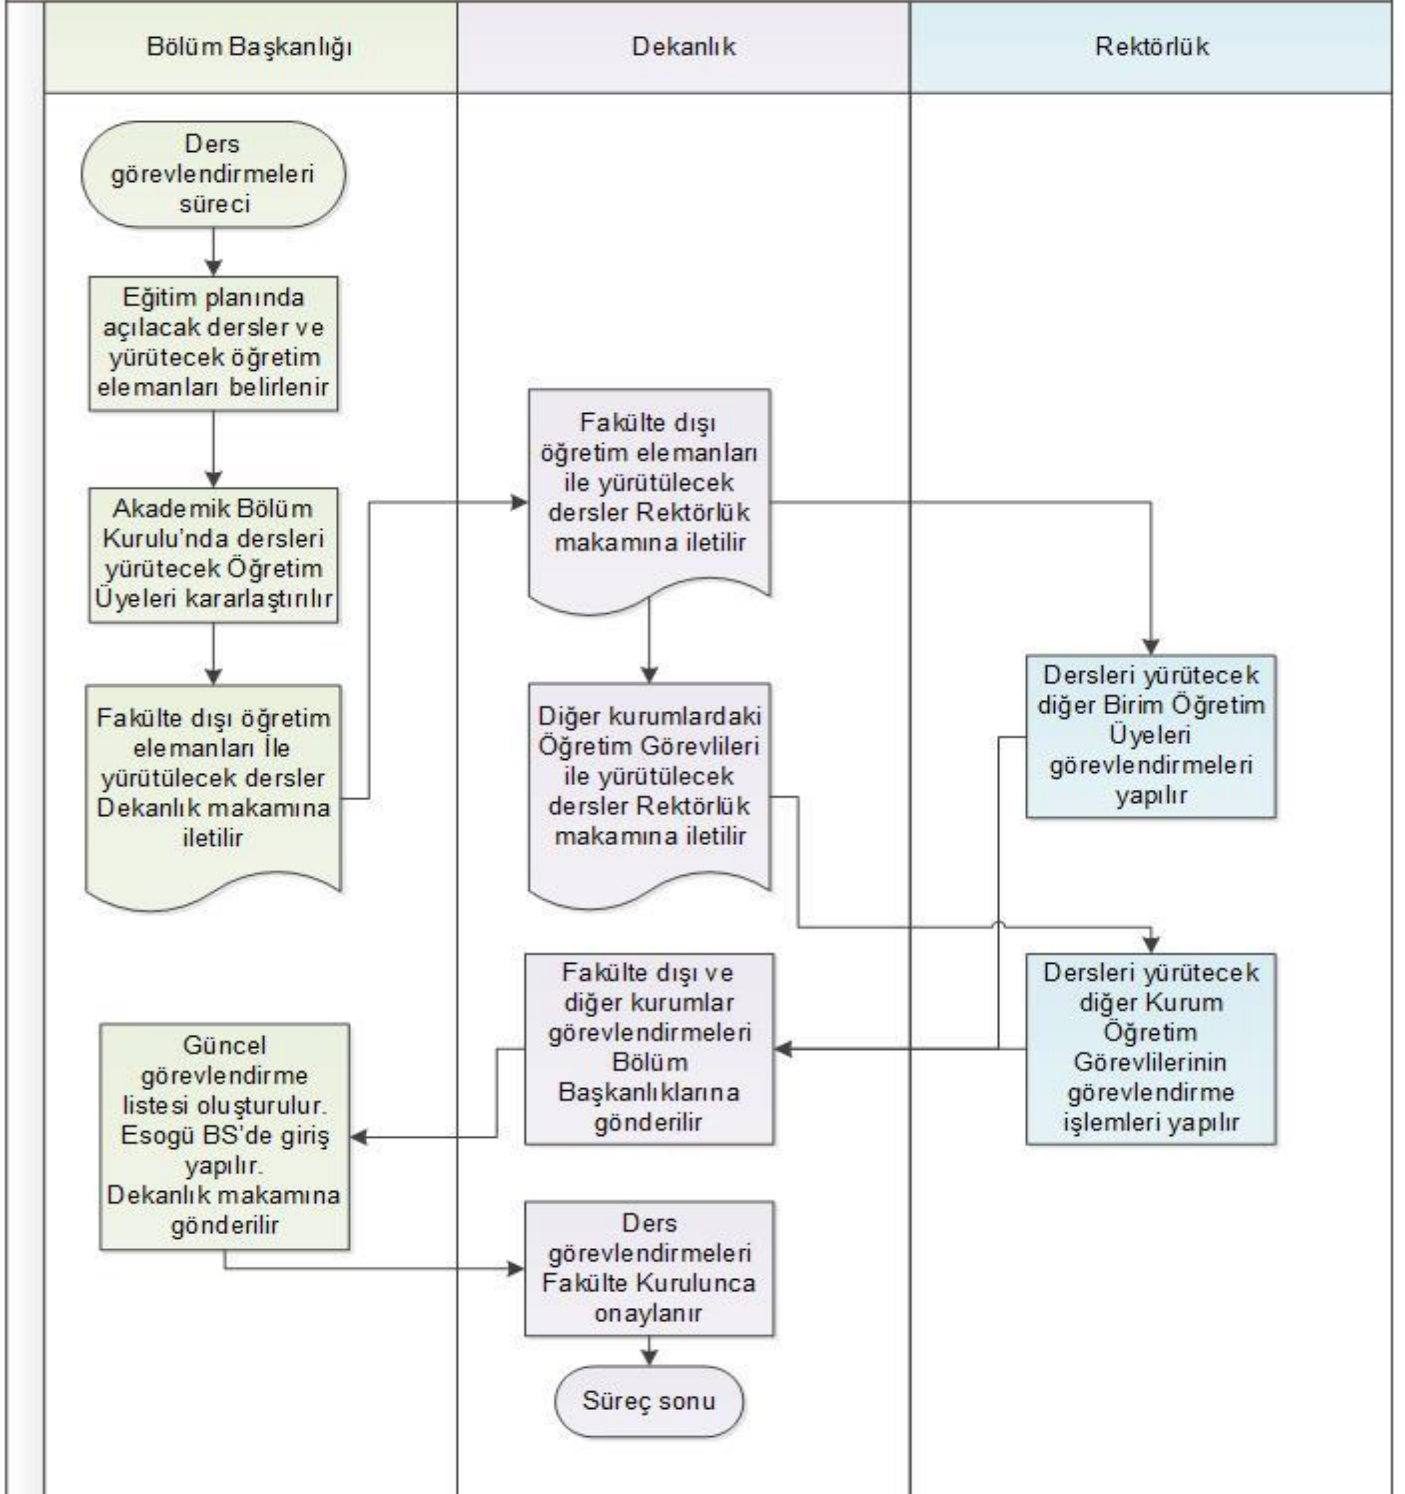 Bölüm Başkanlığı
Dekanlık
Rektörlük
Ders
görevlendirmeleri
süreci
Eğitim planında
açılacak dersler ve
yürütecek öğretim
elemanları belirlenir
Akademik Bölüm
Kurulu’nda dersleri
yürütecek Öğretim
Üyeleri kararlaştırılır
Fakülte dışı öğretim
elemanları İle
yürütülecek dersler
Dekanlık makamına
iletilir
Fakülte dışı
öğretim elemanları
ile yürütülecek
dersler Rektörlük
makamına iletilir
Diğer kurumlardaki
Öğretim Görevlileri
ile yürütülecek
dersler Rektörlük
makamına iletilir
Dersleri yürütecek
diğer Birim Öğretim
Üyeleri
görevlendirmeleri
yapılır
Dersleri yürütecek
diğer Kurum
Öğretim
Görevlilerinin
görevlendirme
işlemleri yapılır
Fakülte dışı ve
diğer kurumlar
görevlendirmeleri
Bölüm
Başkanlıklarına
gönderilir
Güncel
görevlendirme
listesi oluşturulur.
Esogü BS’de giriş
yapılır.
Dekanlık makamına
gönderilir
Ders
görevlendirmeleri
Fakülte Kurulunca
onaylanır
Süreç sonu